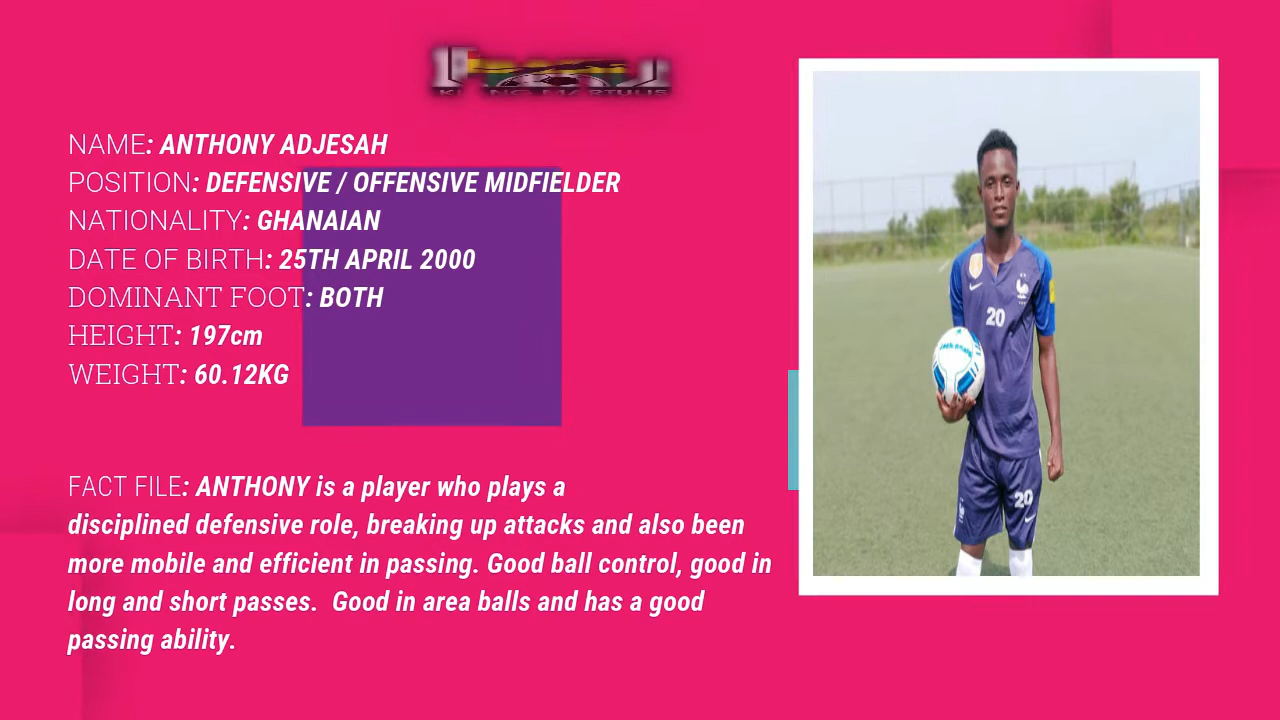 NAME: ANTHONY ADJESAH
POSITION: DEFENSIVE / OFFENSIVE MIDFIELDER
NATIONALITY: GHANAIAN
DATE OF BIRTH: 25TH APRIL 2000
DOMINANT FOOT: BOTH
HEIGHT: 197cm
WEIGHT: 60.12KG
FACT FILE: ANTHONY is a player who plays a
disciplined defensive role, breaking up attacks and also been
more mobile and efficient in passing. Good ball control, good in
long and short passes.  Good in area balls and has a good
passing ability.
20
20